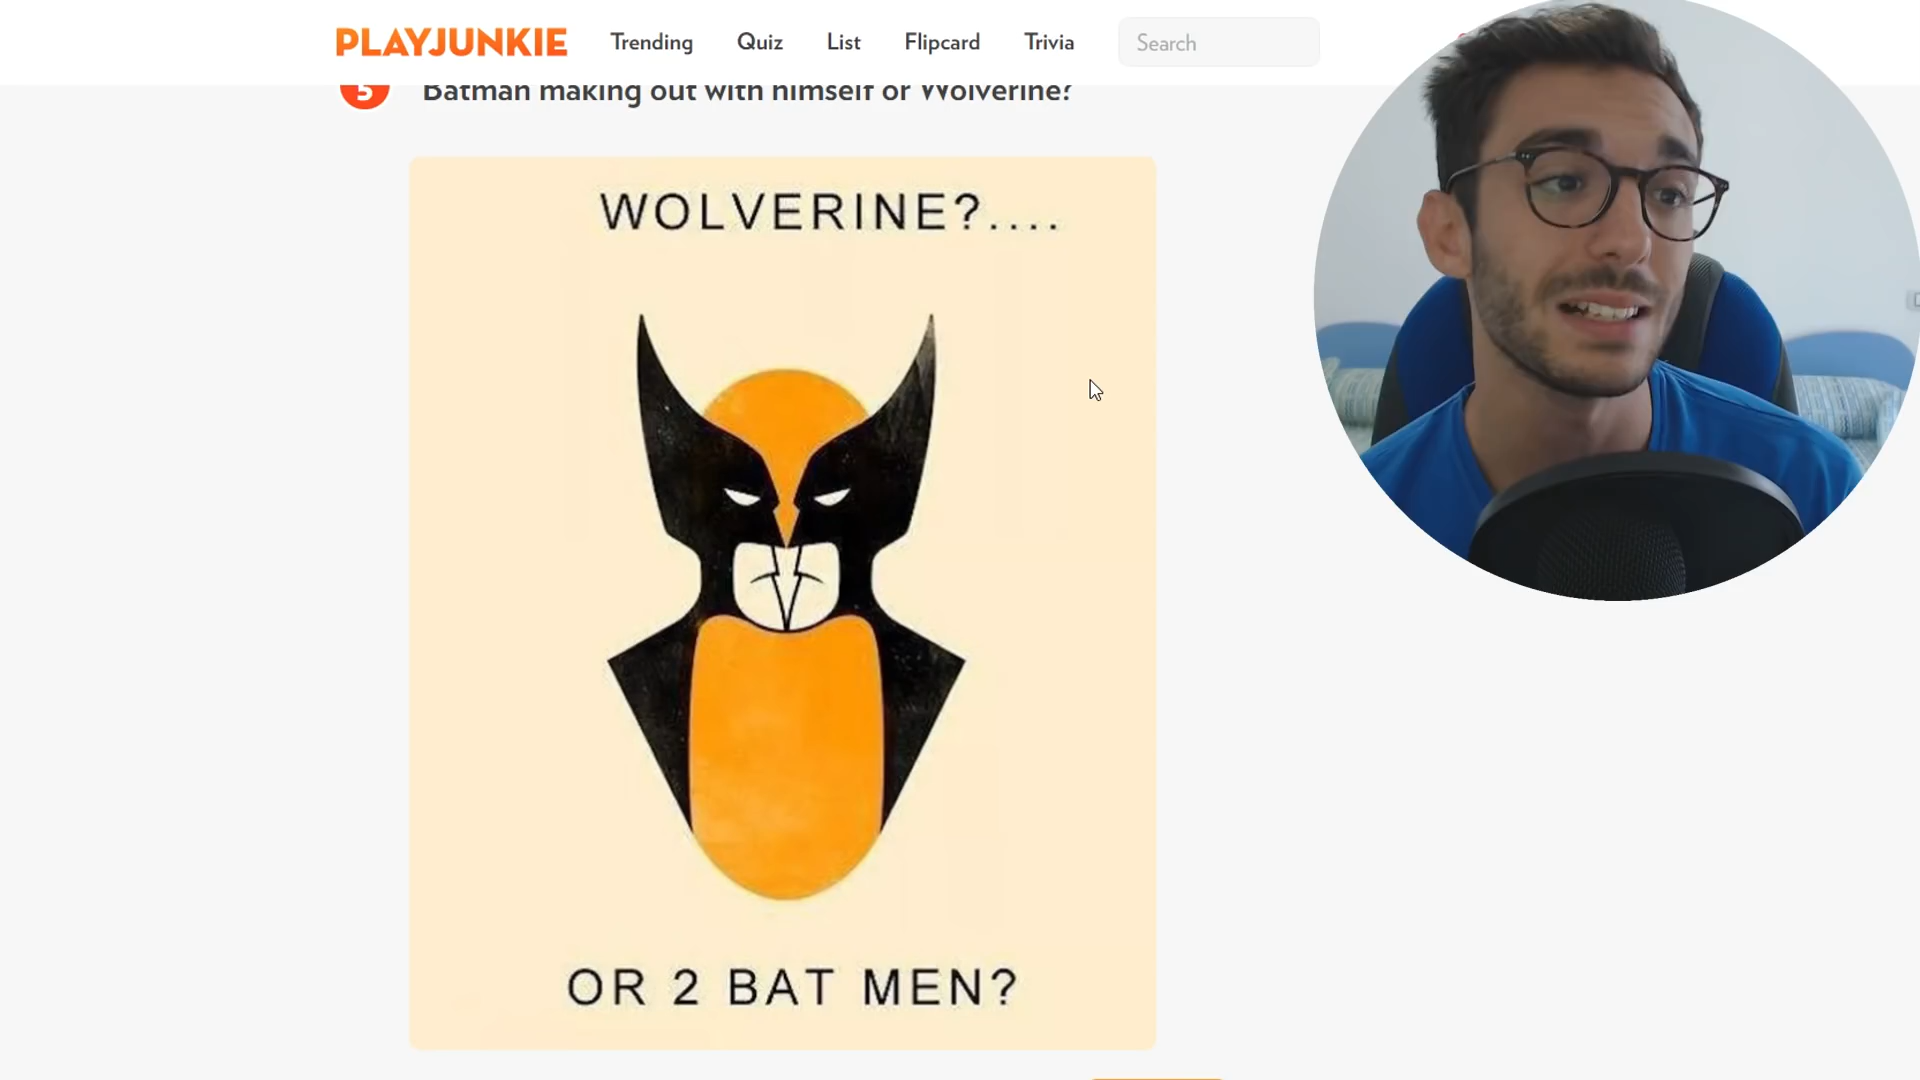 PLAYJUNKIE Trending Quiz List Flipcard Trivia Search
5 Batman making out with himself or Wolverine?
WOLVERINE?....
OR 2 BAT MEN?